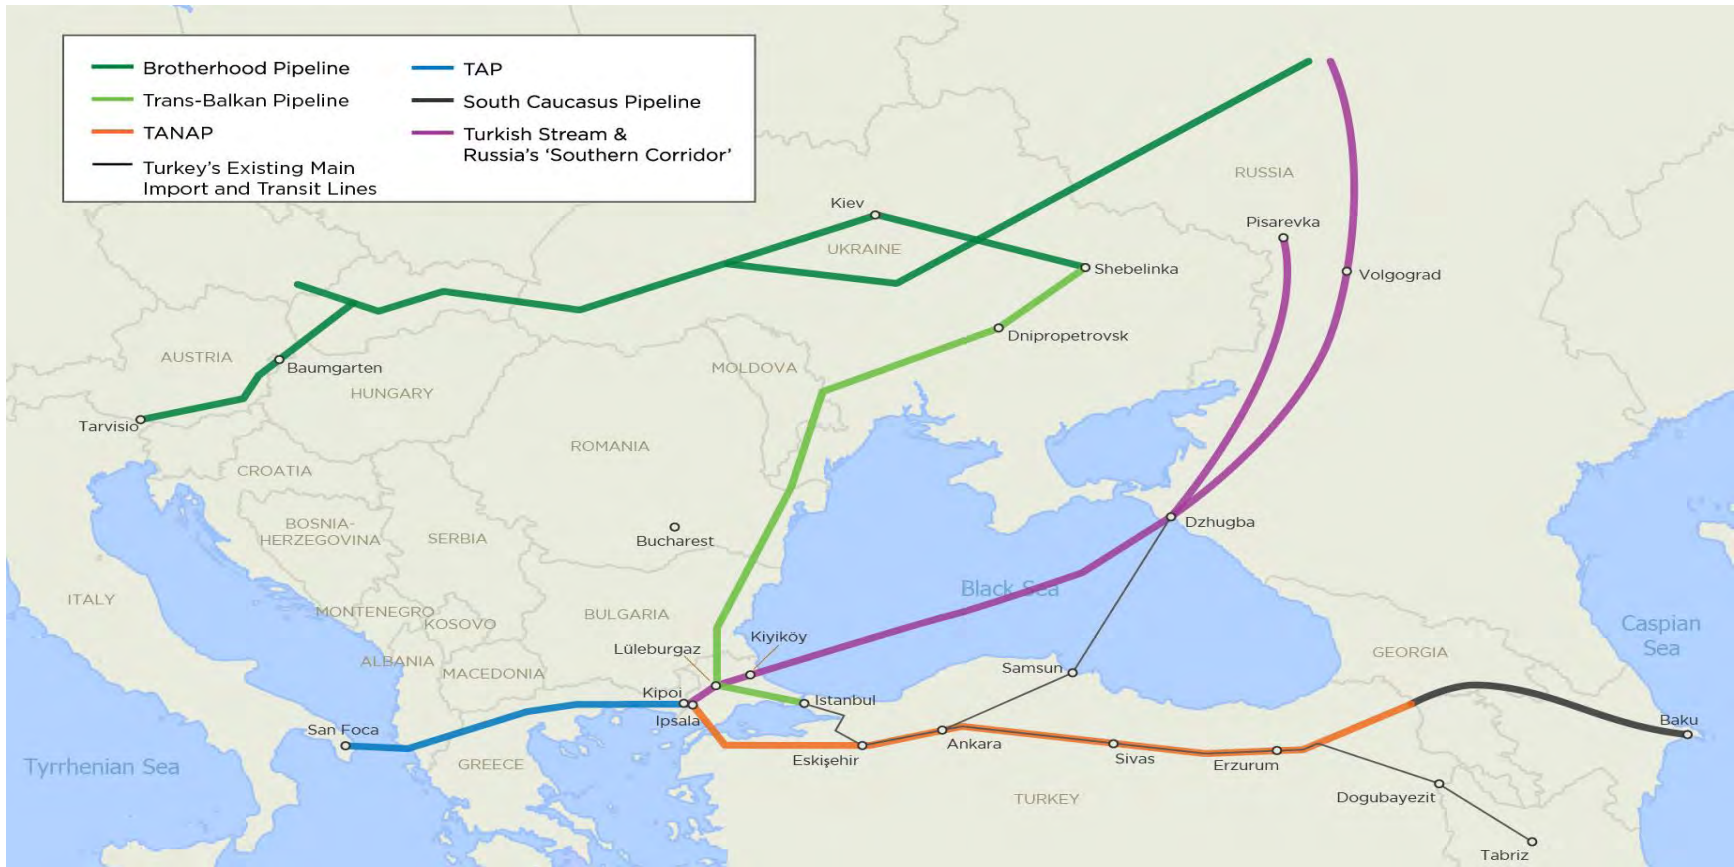 Brotherhood Pipeline
Trans-Balkan Pipeline
TANAP
Turkey's Existing Main
Import and Transit Lines
TAP
South Caucasus Pipeline
Turkish Stream &
Russia's 'Southern Corridor'
RUSSIA
Kiev
Pisarevka
UKRAINE
Shebelinka
Volgograd
Dnipropetrovsk
AUSTRIA
Baumgarten
MOLDOVA
HUNGARY
Tarvisio
ROMANIA
CROATIA
BOSNIA-
HERZEGOVINA
SERBIA
Bucharest
Dzhugba
Black Sea
ITALY
MONTENEGRO
KOSOVO
BULGARIA
Caspian
Sea
Kiyiköy
Lüleburgaz
ALBANIA
MACEDONIA
GEORGIA
Samsun
Kipoi
Ipsala
Istanbul
San Foca
Baku
Ankara
Tyrrhenian Sea
GREECE
Eskişehir
Sivas
Erzurum
TURKEY
Dogubayezit
Tabriz